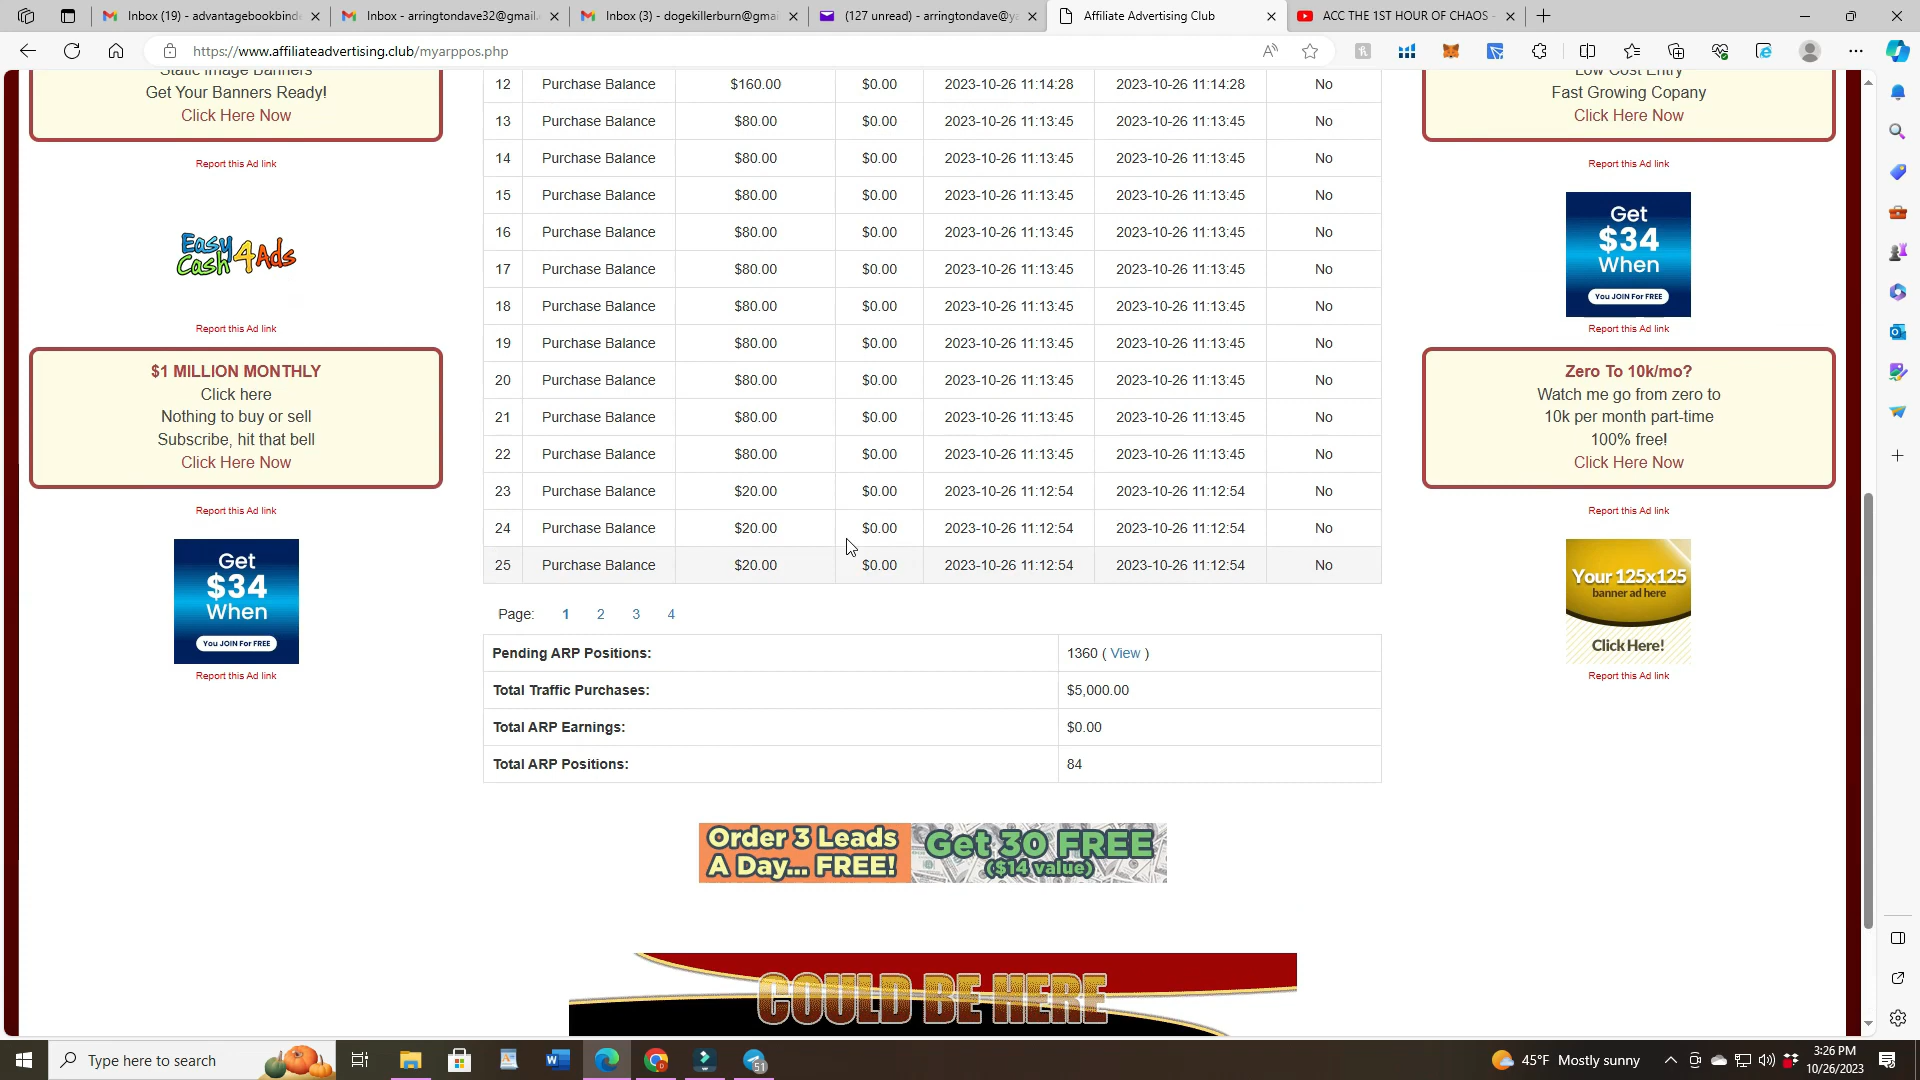 Inbox (19) - advantagebookbind
Inbox - arringtondave32@gmail.
Inbox (3) - dogekillerburn@gmai
(127 unread) - arringtondave@y
Affiliate Advertising Club
ACC THE 1ST HOUR OF CHAOS -
https://www.affiliateadvertising.club/myarppos.php
Static Image Banners
Get Your Banners Ready!
Click Here Now
Report this Ad link
Easy Cash 4 Ads
Report this Ad link
$1 MILLION MONTHLY
Click here
Nothing to buy or sell
Subscribe, hit that bell
Click Here Now
Report this Ad link
Get
$34
When
You JOIN For FREE
Report this Ad link
12 Purchase Balance $160.00 $0.00 2023-10-26 11:14:28 2023-10-26 11:14:28 No
13 Purchase Balance $80.00 $0.00 2023-10-26 11:13:45 2023-10-26 11:13:45 No
14 Purchase Balance $80.00 $0.00 2023-10-26 11:13:45 2023-10-26 11:13:45 No
15 Purchase Balance $80.00 $0.00 2023-10-26 11:13:45 2023-10-26 11:13:45 No
16 Purchase Balance $80.00 $0.00 2023-10-26 11:13:45 2023-10-26 11:13:45 No
17 Purchase Balance $80.00 $0.00 2023-10-26 11:13:45 2023-10-26 11:13:45 No
18 Purchase Balance $80.00 $0.00 2023-10-26 11:13:45 2023-10-26 11:13:45 No
19 Purchase Balance $80.00 $0.00 2023-10-26 11:13:45 2023-10-26 11:13:45 No
20 Purchase Balance $80.00 $0.00 2023-10-26 11:13:45 2023-10-26 11:13:45 No
21 Purchase Balance $80.00 $0.00 2023-10-26 11:13:45 2023-10-26 11:13:45 No
22 Purchase Balance $80.00 $0.00 2023-10-26 11:13:45 2023-10-26 11:13:45 No
23 Purchase Balance $20.00 $0.00 2023-10-26 11:12:54 2023-10-26 11:12:54 No
24 Purchase Balance $20.00 $0.00 2023-10-26 11:12:54 2023-10-26 11:12:54 No
25 Purchase Balance $20.00 $0.00 2023-10-26 11:12:54 2023-10-26 11:12:54 No
Page: 1 2 3 4
Pending ARP Positions: 1360 ( View )
Total Traffic Purchases: $5,000.00
Total ARP Earnings: $0.00
Total ARP Positions: 84
Order 3 Leads
A Day... FREE!
Get 30 FREE
($14 value)
COULD BE HERE
Low Cost Entry
Fast Growing Copany
Click Here Now
Report this Ad link
Get
$34
When
You JOIN For FREE
Report this Ad link
Zero To 10k/mo?
Watch me go from zero to
10k per month part-time
100% free!
Click Here Now
Report this Ad link
Your 125x125
banner ad here
Click Here!
Report this Ad link
Type here to search
51
45°F Mostly sunny
3:26 PM
10/26/2023